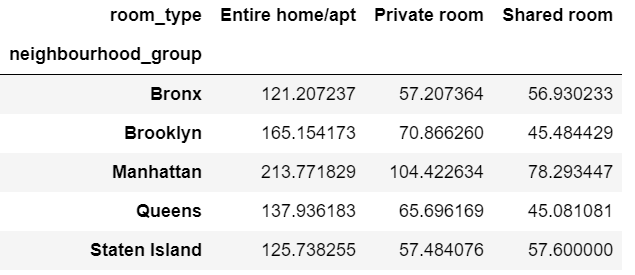 room_type Entire home/apt Private room Shared room
neighbourhood_group
Bronx 121.207237 57.207364 56.930233
Brooklyn 165.154173 70.866260 45.484429
Manhattan 213.771829 104.422634 78.293447
Queens 137.936183 65.696169 45.081081
Staten Island 125.738255 57.484076 57.600000